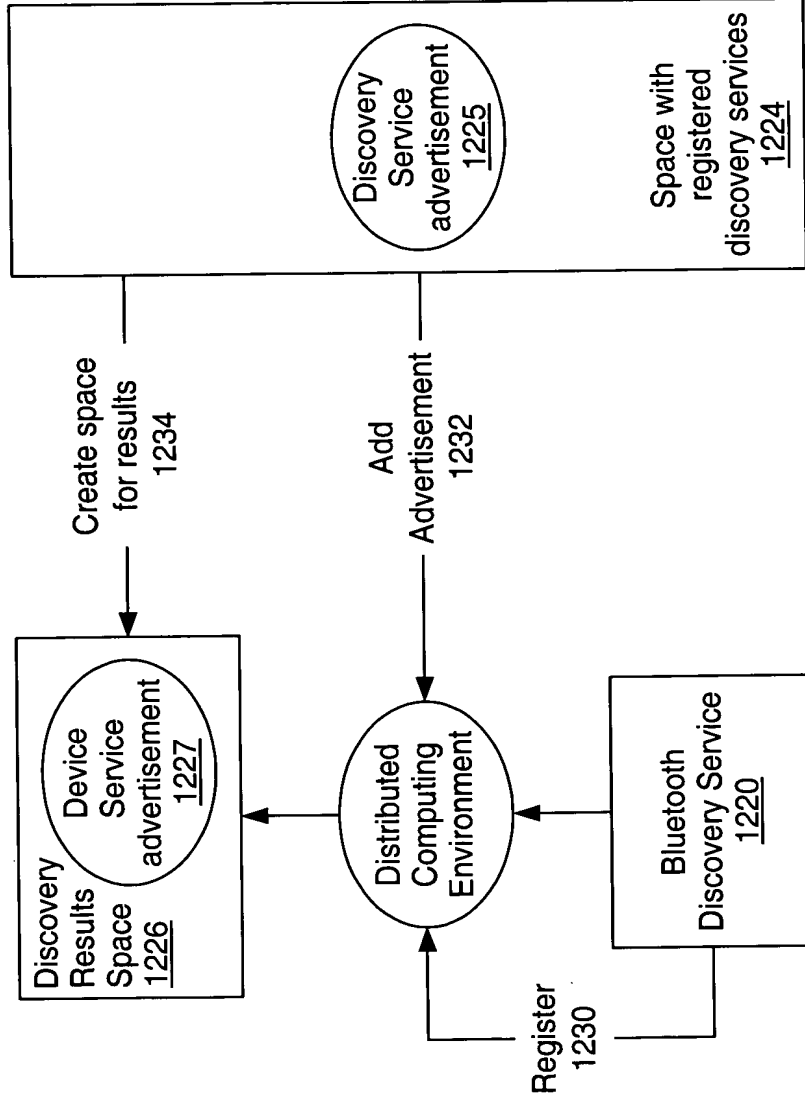 Discovery
Results
Space
1226
Device
Service
advertisement
1227
Create space
for results
1234
Discovery
Service
advertisement
1225
Space with
registered
discovery services
1224
Distributed
Computing
Environment
Add
Advertisement
1232
Register
1230
Bluetooth
Discovery Service
1220